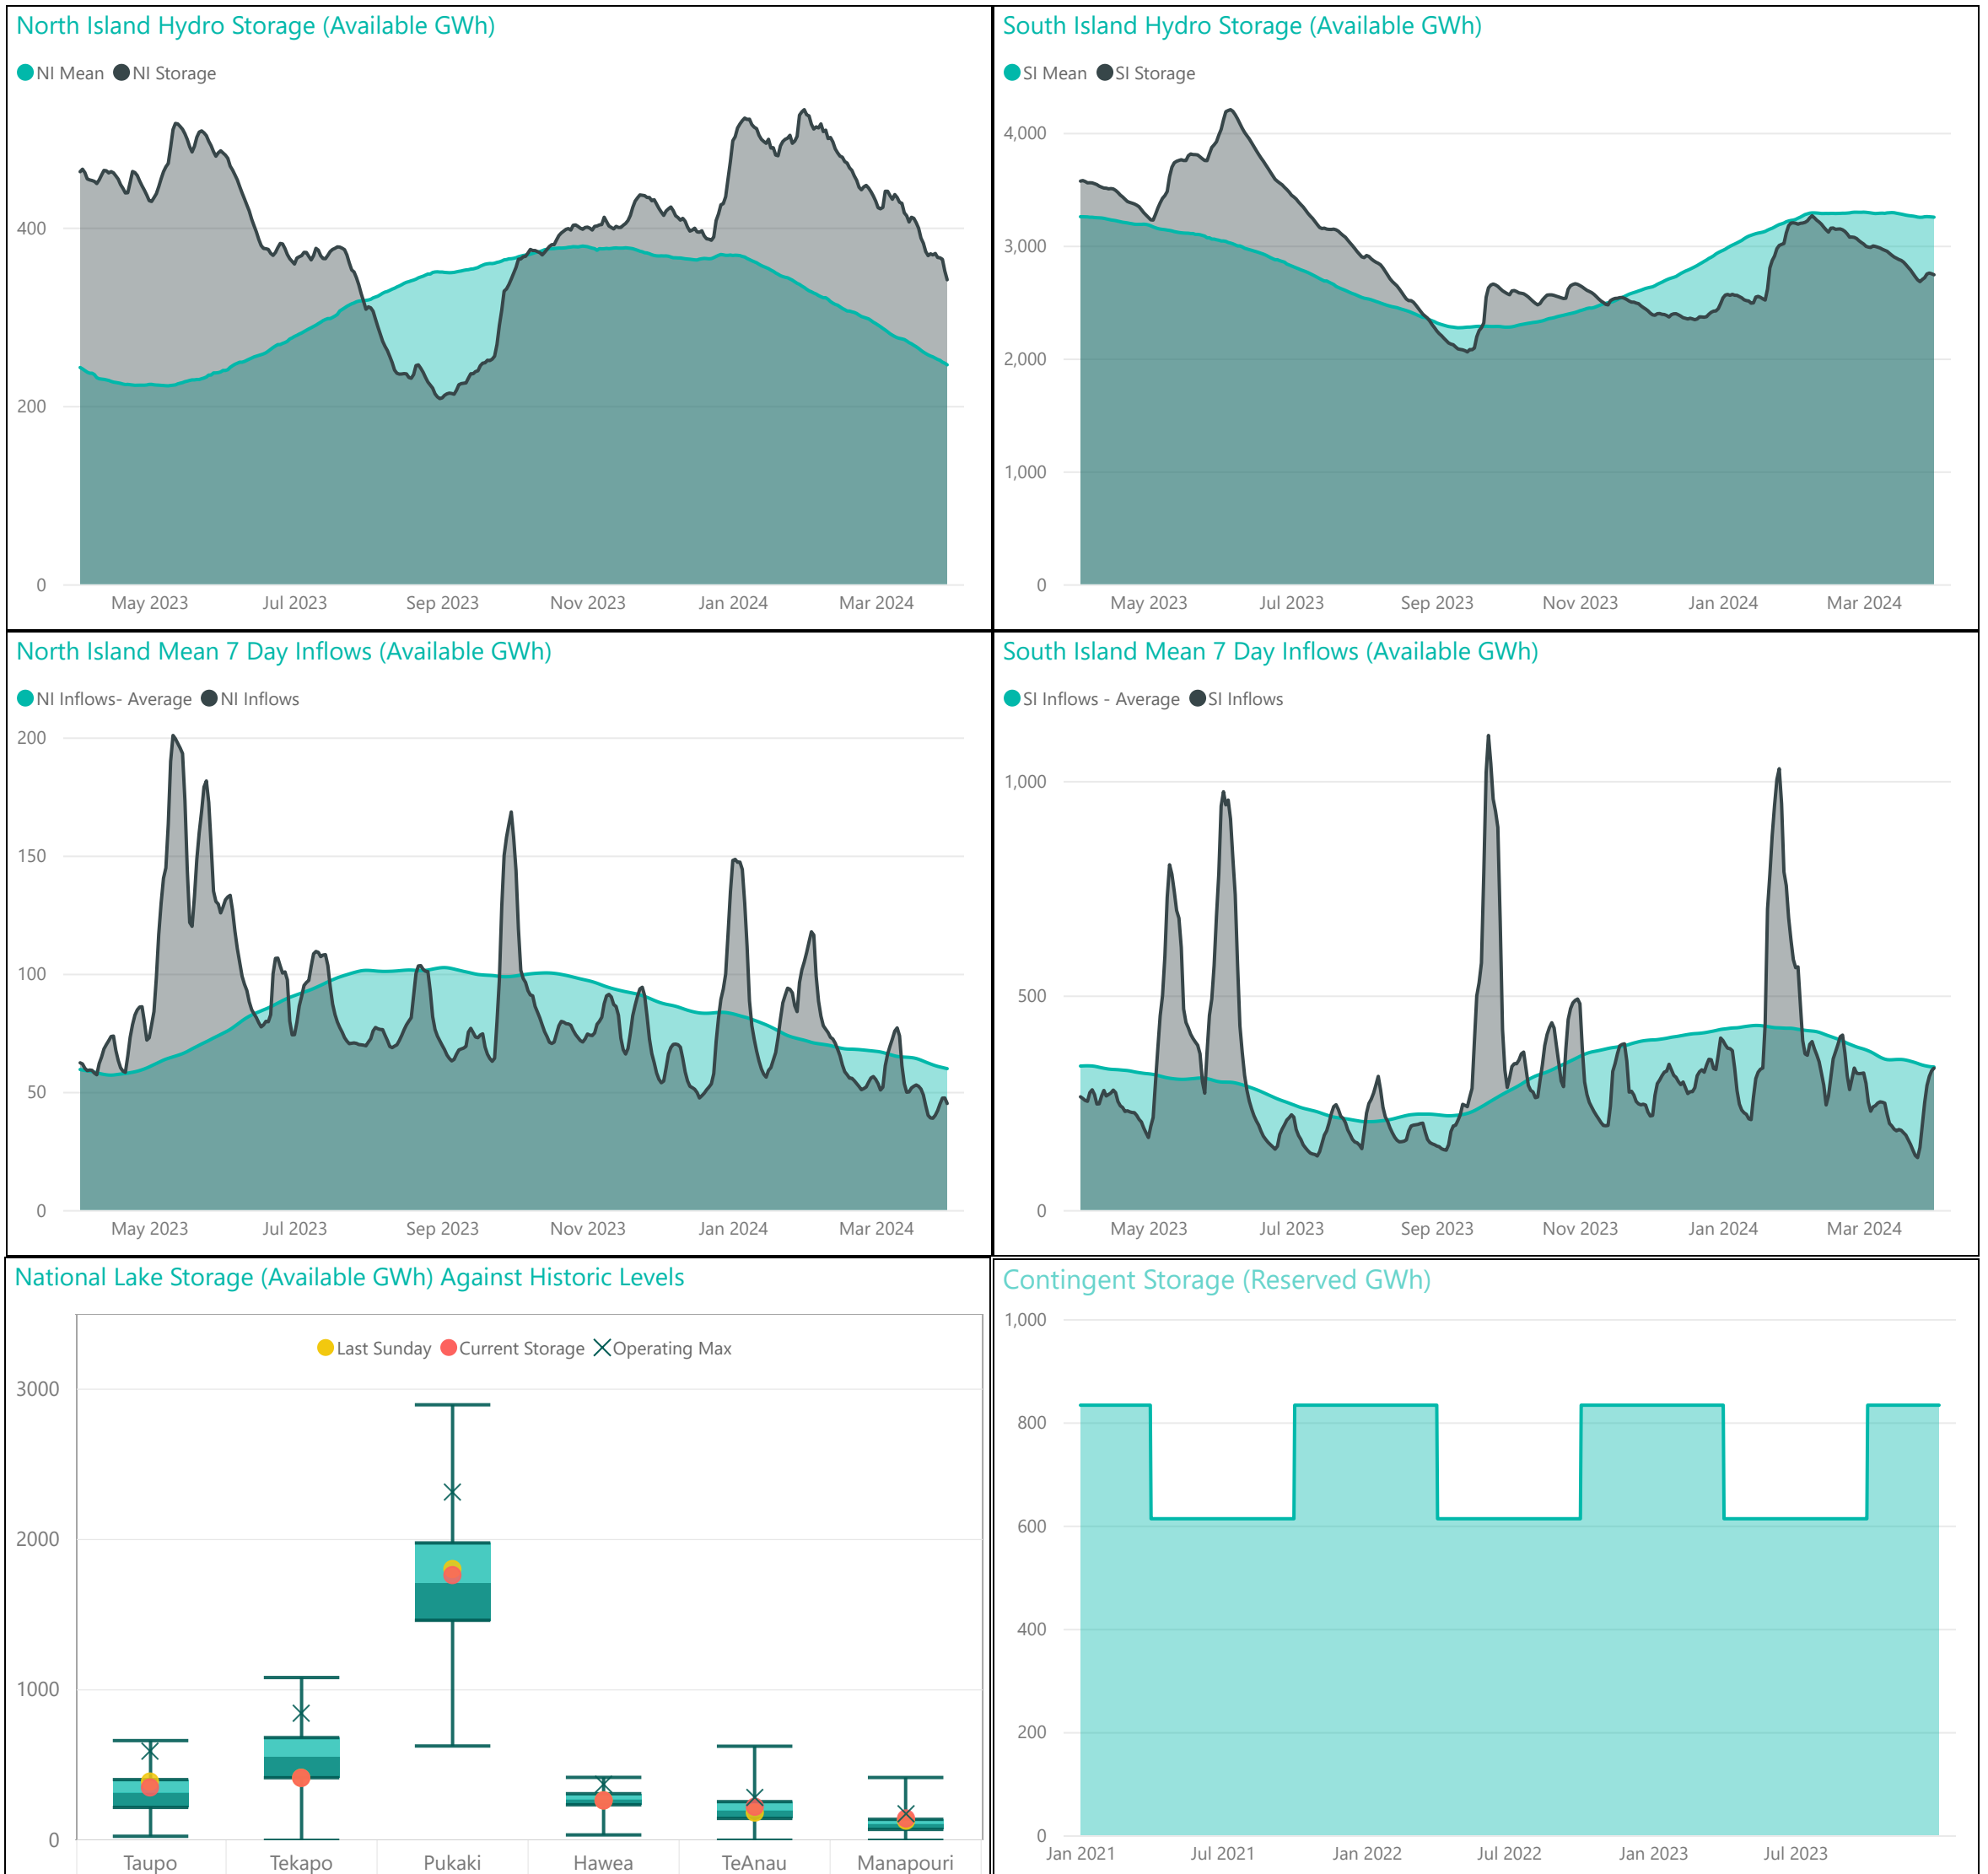 North Island Hydro Storage (Available GWh)
NI Mean NI Storage
400
200
0
May 2023 Jul 2023 Sep 2023 Nov 2023 Jan 2024 Mar 2024
South Island Hydro Storage (Available GWh)
SI Mean SI Storage
4,000
3,000
2,000
1,000
0
May 2023 Jul 2023 Sep 2023 Nov 2023 Jan 2024 Mar 2024
North Island Mean 7 Day Inflows (Available GWh)
NI Inflows- Average NI Inflows
200
150
100
50
0
May 2023 Jul 2023 Sep 2023 Nov 2023 Jan 2024 Mar 2024
South Island Mean 7 Day Inflows (Available GWh)
SI Inflows - Average SI Inflows
1,000
500
0
May 2023 Jul 2023 Sep 2023 Nov 2023 Jan 2024 Mar 2024
National Lake Storage (Available GWh) Against Historic Levels
Last Sunday Current Storage Operating Max
3000
2000
1000
0
Taupo Tekapo Pukaki Hawea TeAnau Manapouri
Contingent Storage (Reserved GWh)
1,000
800
600
400
200
0
Jan 2021 Jul 2021 Jan 2022 Jul 2022 Jan 2023 Jul 2023